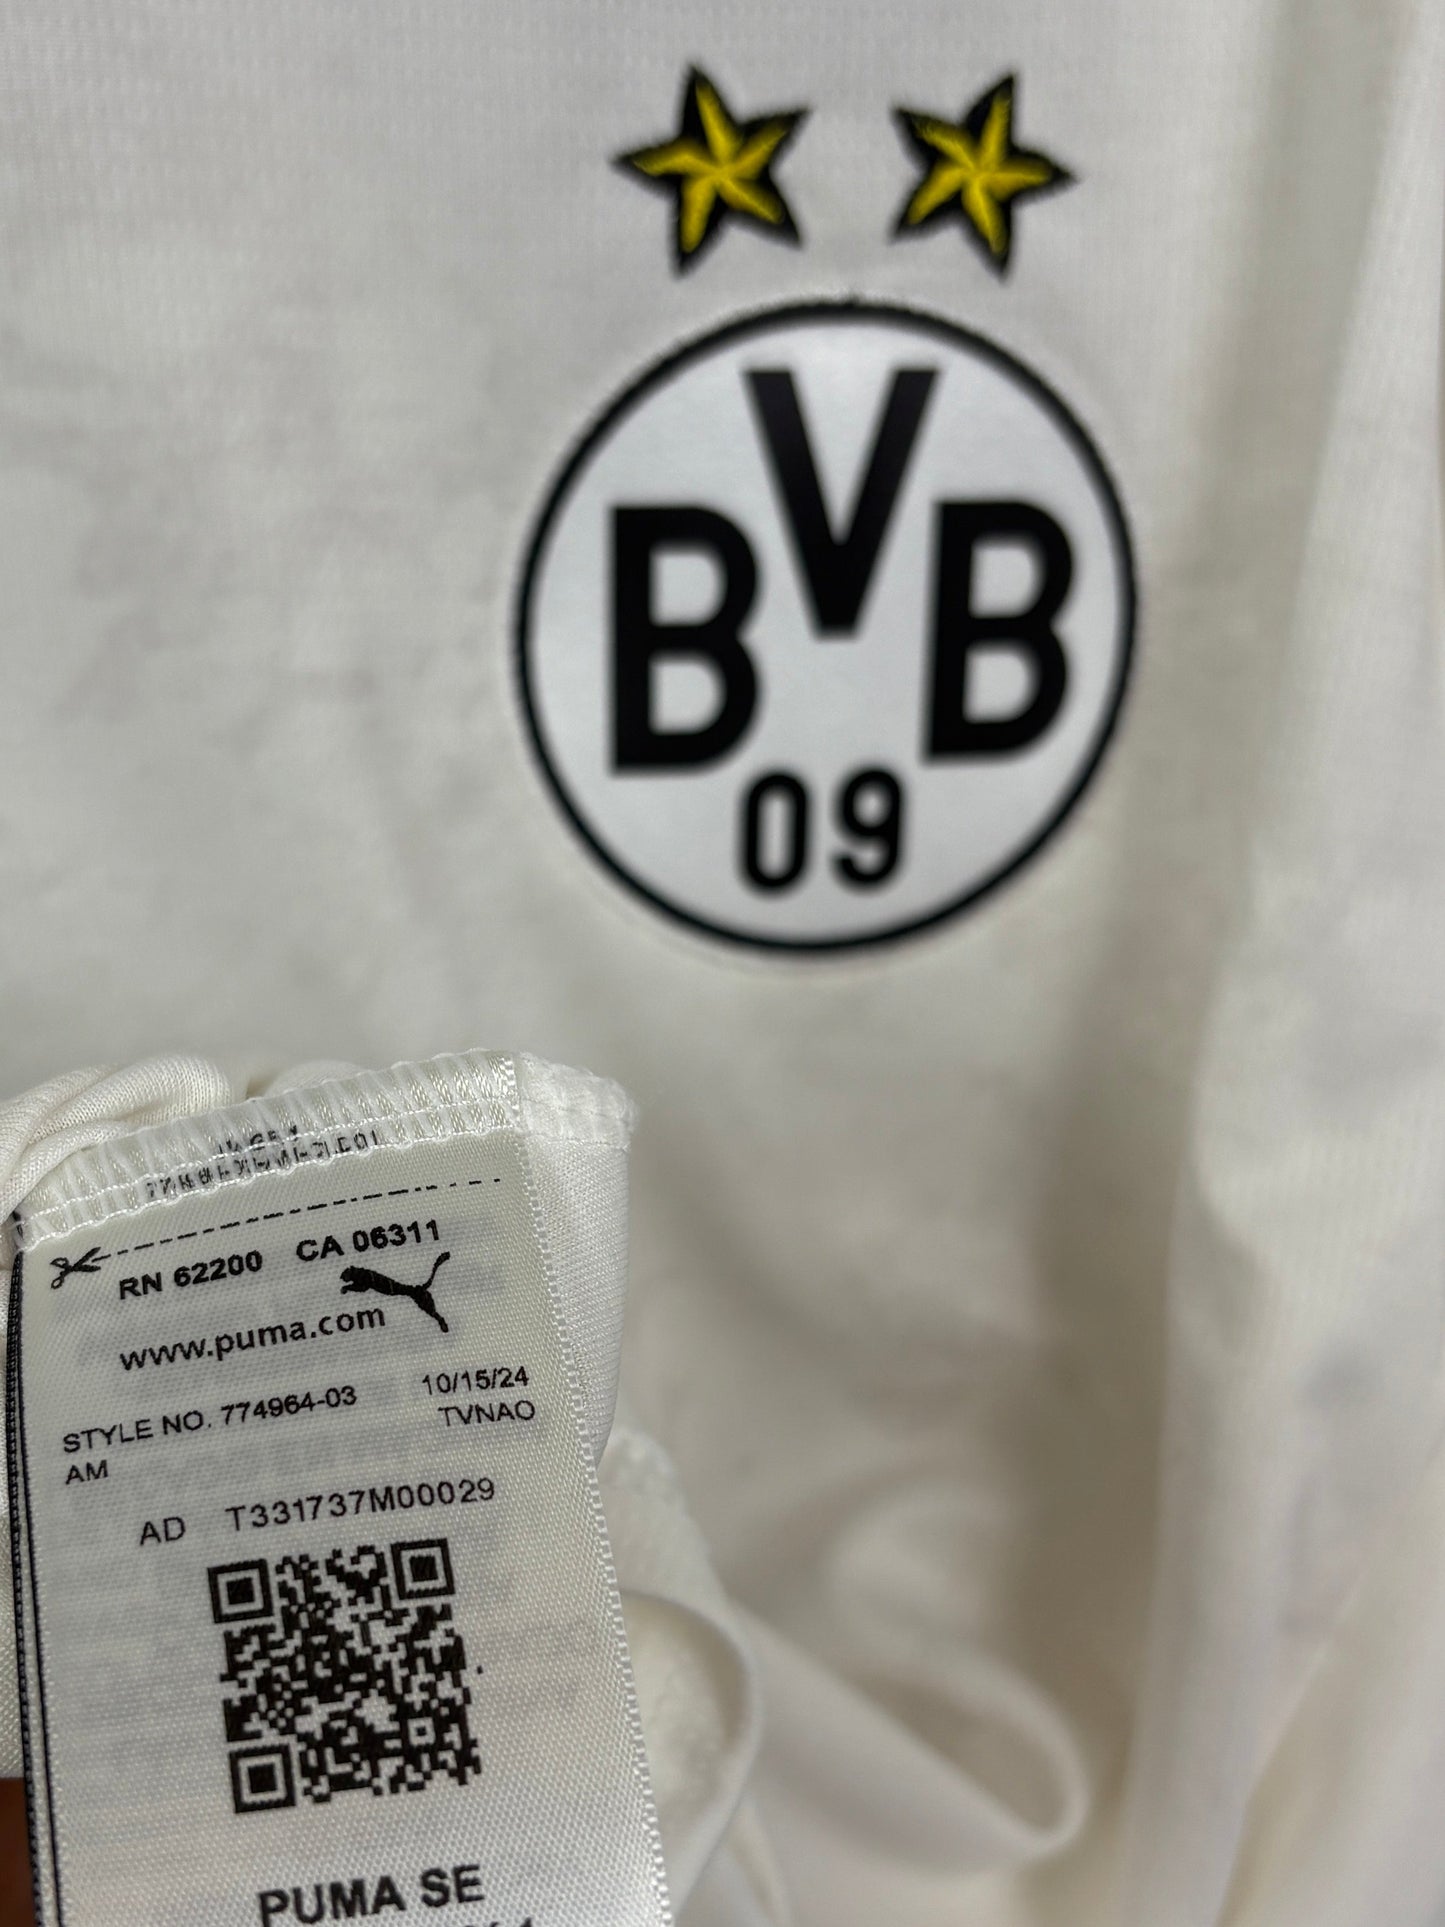 BVB
09
RN 62200 CA 06311
www.puma.com
STYLE NO. 774964-03 10/15/24
AM TVNAO
AD T331737M00029
PUMA SE